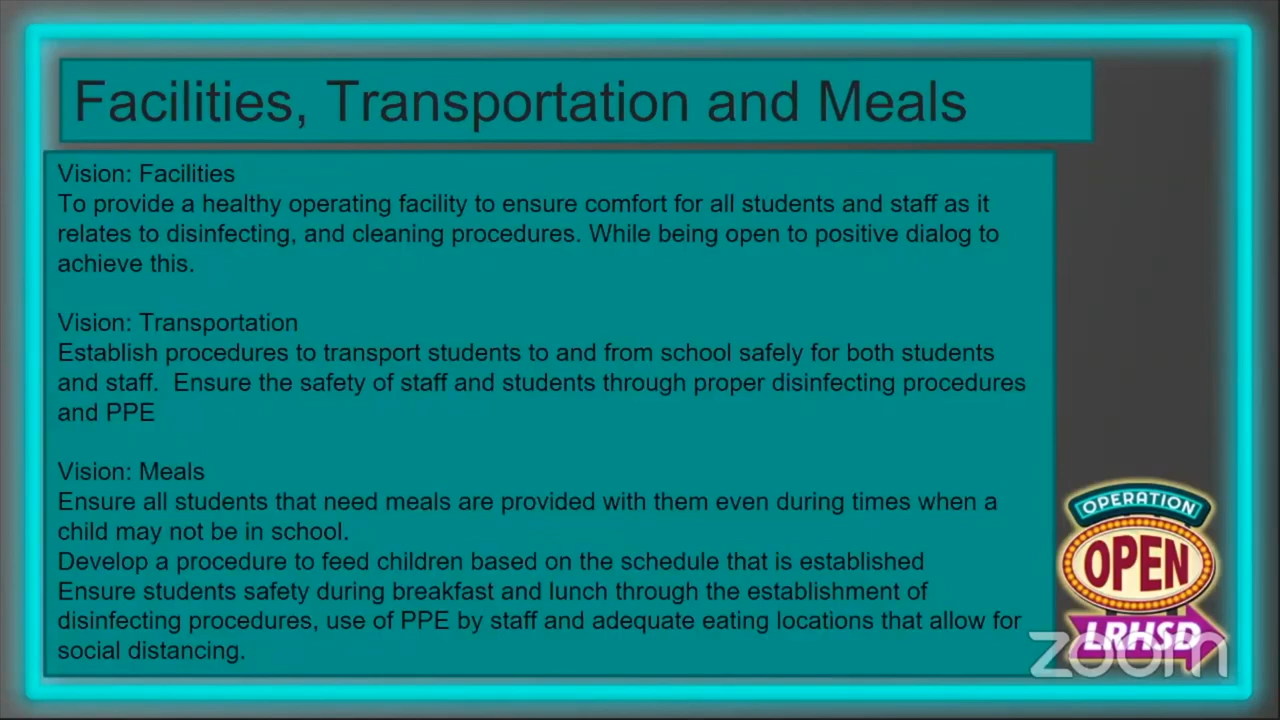 Facilities, Transportation and Meals
Vision: Facilities
To provide a healthy operating facility to ensure comfort for all students and staff as it
relates to disinfecting, and cleaning procedures. While being open to positive dialog to
achieve this.
Vision: Transportation
Establish procedures to transport students to and from school safely for both students
and staff.  Ensure the safety of staff and students through proper disinfecting procedures
and PPE
Vision: Meals
Ensure all students that need meals are provided with them even during times when a
child may not be in school.
Develop a procedure to feed children based on the schedule that is established
Ensure students safety during breakfast and lunch through the establishment of
disinfecting procedures, use of PPE by staff and adequate eating locations that allow for
social distancing.
OPERATION
OPEN
LRHSD
zoom